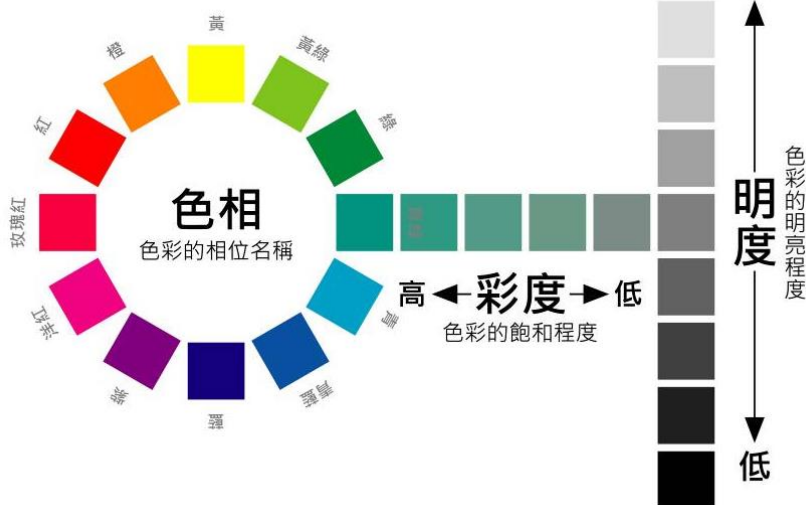 黃
黃綠
綠
青
青藍
藍
紫
洋紅
玫瑰紅
紅
橙
色相
色彩的相位名稱
高
彩度
低
色彩的飽和程度
明度
色彩的明亮程度
低